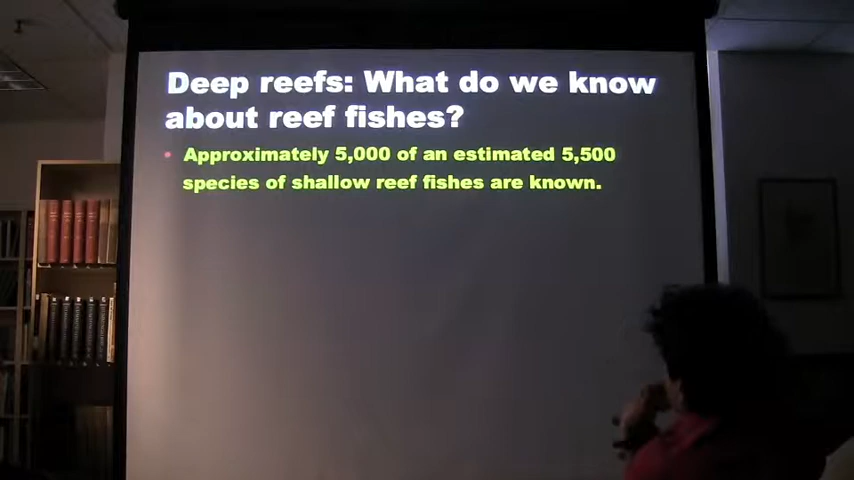 Deep reefs: What do we know
about reef fishes?
Approximately 5,000 of an estimated 5,500
species of shallow reef fishes are known.